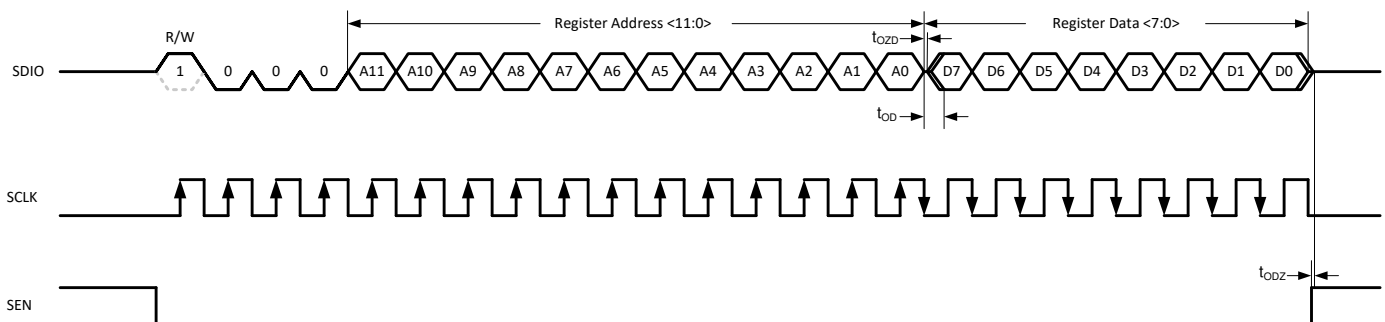 Register Address <11:0> Register Data <7:0>
R/W tOZD
SDIO 1 0 0 0 A11 A10 A9 A8 A7 A6 A5 A4 A3 A2 A1 A0 D7 D6 D5 D4 D3 D2 D1 D0
tOD
SCLK
tODZ
SEN